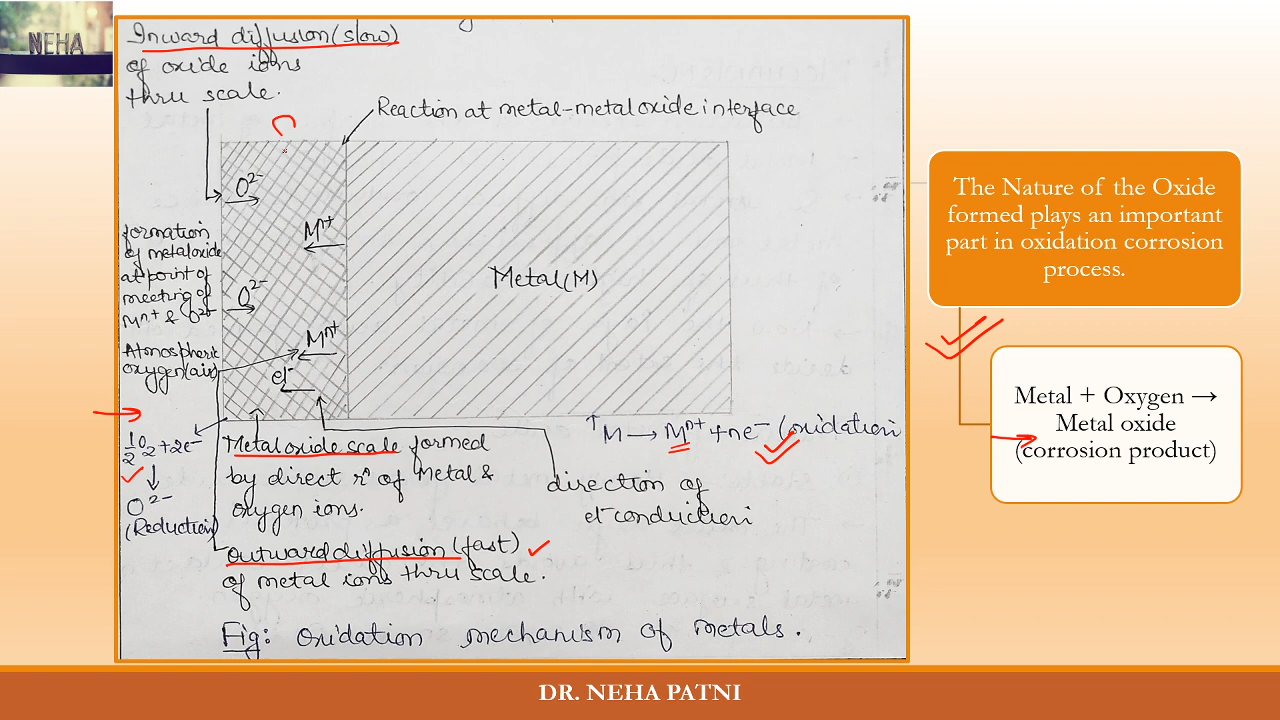 NEHA
Inward diffusion (slow)
of oxide ions
thru scale.
Reaction at metal-metal oxide interface
O²⁻
Mⁿ⁺
formation
of metal oxide
at point of
meeting of
Mⁿ⁺ & O²⁻
Metal (M)
O²⁻
Mⁿ⁺
Atmospheric
oxygen (air)
el⁻
½O₂ + 2e⁻
↓
O²⁻
(Reduction)
↑M → Mⁿ⁺ + ne⁻ (oxidation
Metal oxide scale formed
by direct rⁿ of Metal &
oxygen ions.
direction of
el⁻ conduction
outward diffusion (fast)
of metal ions thru scale.
Fig: Oxidation mechanism of metals.
The Nature of the Oxide
formed plays an important
part in oxidation corrosion
process.
Metal + Oxygen →
Metal oxide
(corrosion product)
DR. NEHA PATNI